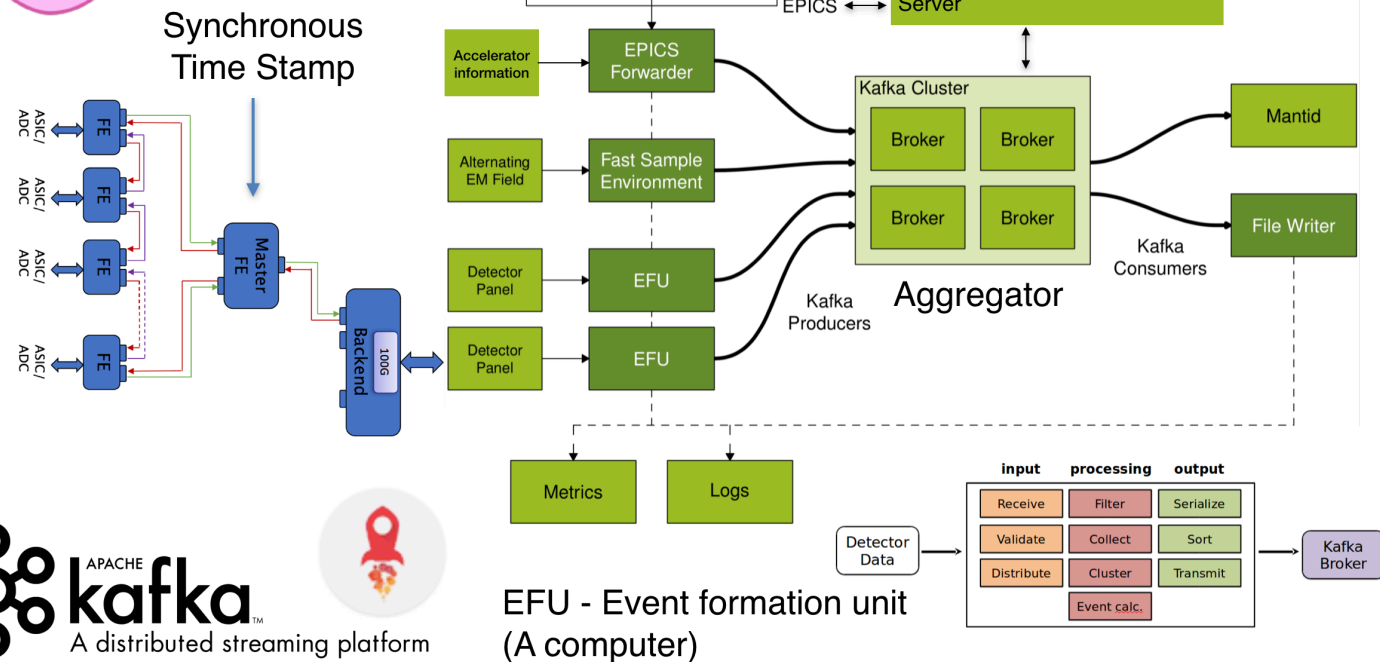 Synchronous
Time Stamp
EPICS
Server
Accelerator
information
EPICS
Forwarder
Kafka Cluster
Broker
Broker
Broker
Broker
Mantid
Alternating
EM Field
Fast Sample
Environment
File Writer
Kafka
Consumers
Detector
Panel
EFU
Kafka
Producers
Aggregator
Detector
Panel
EFU
ASIC/
ADC
FE
ASIC/
ADC
FE
ASIC/
ADC
FE
ASIC/
ADC
FE
Master
FE
Backend
100G
Metrics
Logs
input
processing
output
Receive
Filter
Serialize
Validate
Collect
Sort
Distribute
Cluster
Transmit
Event calc.
Detector
Data
Kafka
Broker
APACHE
kafka™
A distributed streaming platform
EFU - Event formation unit
(A computer)